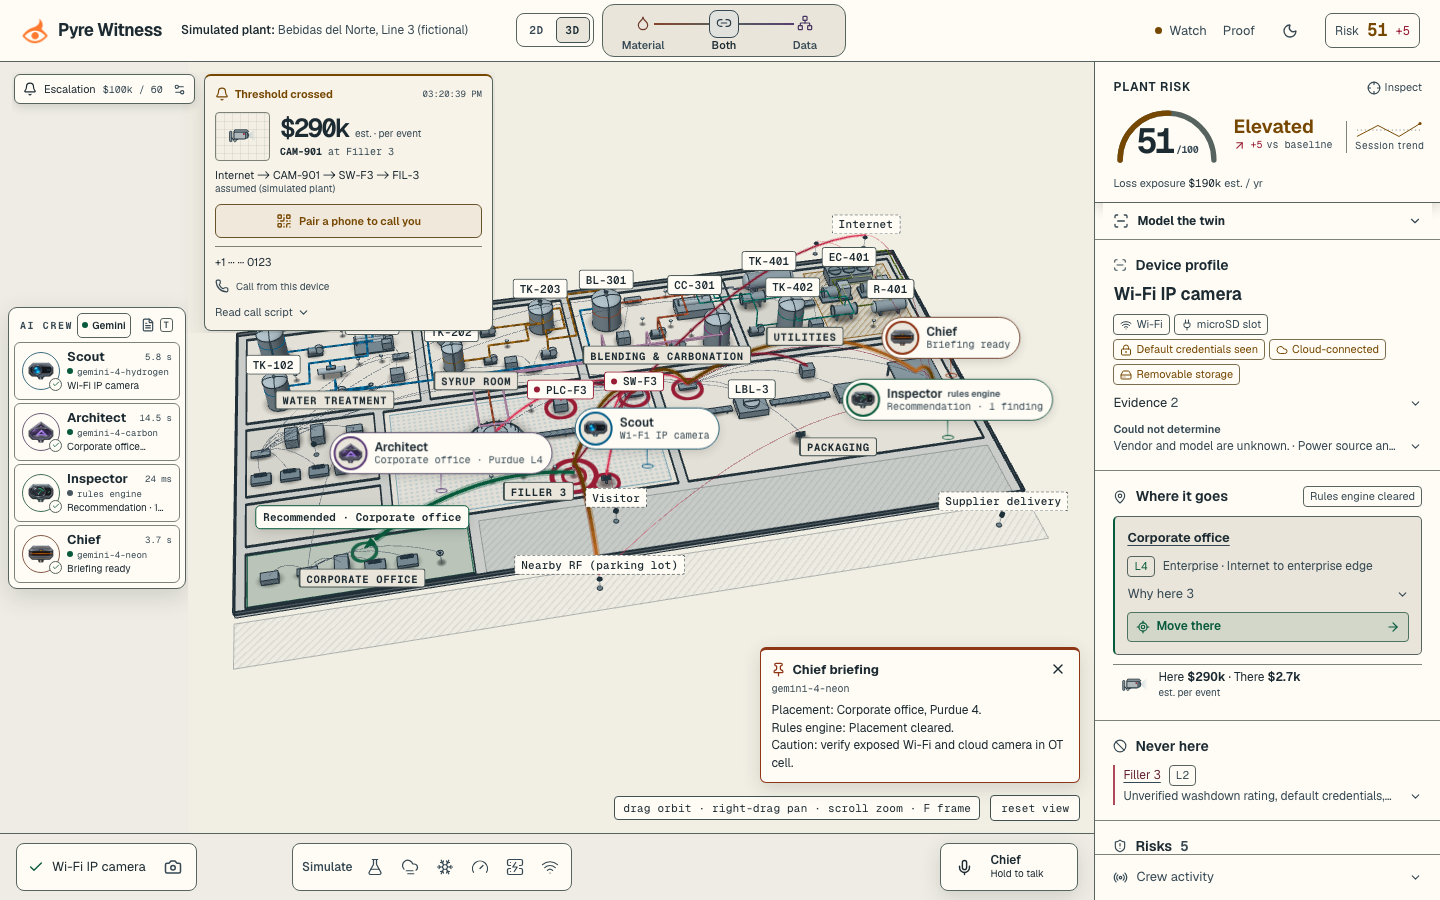 Pyre Witness
Simulated plant: Bebidas del Norte, Line 3 (fictional)
2D 3D
Material Both Data
Watch Proof
Risk 51 +5
Escalation $100k / 60
Threshold crossed 03:20:39 PM
$290k est. · per event
CAM-901 at Filler 3
Internet → CAM-901 → SW-F3 → FIL-3
assumed (simulated plant)
Pair a phone to call you
+1 ··· ··· 0123
Call from this device
Read call script
AI CREW Gemini T
Scout 5.8 s
gemini-4-hydrogen
Wi-Fi IP camera
Architect 14.5 s
gemini-4-carbon
Corporate office…
Inspector 24 ms
rules engine
Recommendation · 1…
Chief 3.7 s
gemini-4-neon
Briefing ready
Internet
TK-401
EC-401
TK-203
BL-301
CC-301
TK-402
R-401
TK-202
TK-102
UTILITIES
BLENDING & CARBONATION
SYRUP ROOM
PLC-F3
SW-F3
LBL-3
WATER TREATMENT
Chief
Briefing ready
Inspector rules engine
Recommendation · 1 finding
Scout
Wi-Fi IP camera
Architect
Corporate office · Purdue L4
PACKAGING
FILLER 3
Visitor
Supplier delivery
Recommended · Corporate office
Nearby RF (parking lot)
CORPORATE OFFICE
Chief briefing
gemini-4-neon
Placement: Corporate office, Purdue 4.
Rules engine: Placement cleared.
Caution: verify exposed Wi-Fi and cloud camera in OT
cell.
drag orbit · right-drag pan · scroll zoom · F frame
reset view
Wi-Fi IP camera
Simulate
Chief
Hold to talk
PLANT RISK Inspect
51 /100
Elevated
+5 vs baseline
Session trend
Loss exposure $190k est. / yr
Model the twin
Device profile
Wi-Fi IP camera
Wi-Fi microSD slot
Default credentials seen Cloud-connected
Removable storage
Evidence 2
Could not determine
Vendor and model are unknown. · Power source an…
Where it goes Rules engine cleared
Corporate office
L4 Enterprise · Internet to enterprise edge
Why here 3
Move there
Here $290k · There $2.7k
est. per event
Never here
Filler 3 L2
Unverified washdown rating, default credentials,…
Risks 5
Crew activity